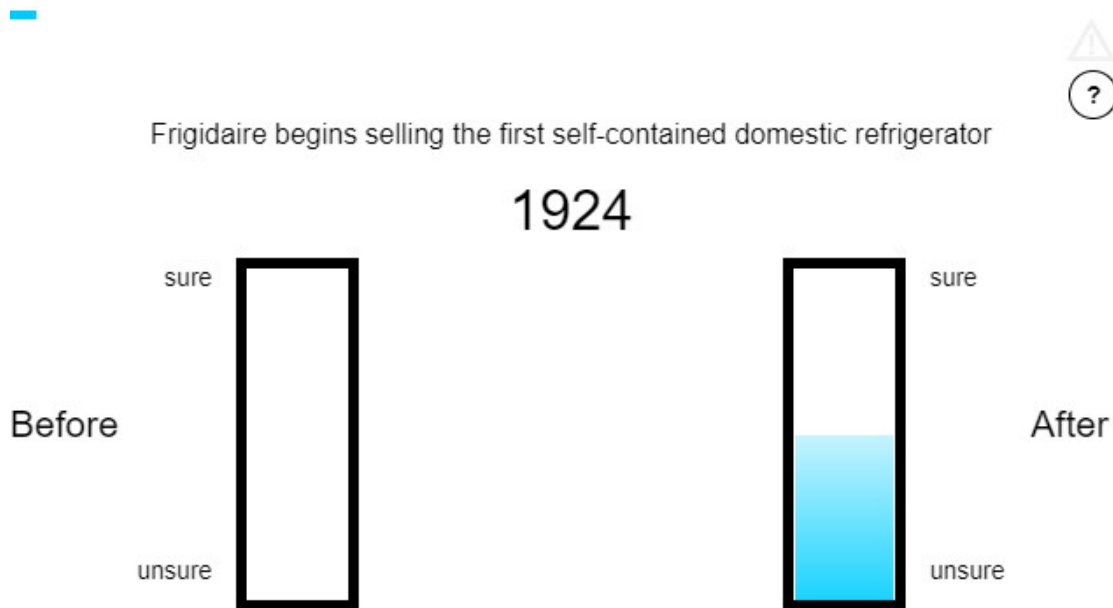 ?
Frigidaire begins selling the first self-contained domestic refrigerator
1924
sure
sure
Before
After
unsure
unsure